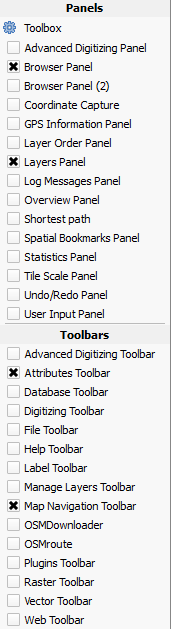 Panels
Toolbox
Advanced Digitizing Panel
Browser Panel
Browser Panel (2)
Coordinate Capture
GPS Information Panel
Layer Order Panel
Layers Panel
Log Messages Panel
Overview Panel
Shortest path
Spatial Bookmarks Panel
Statistics Panel
Tile Scale Panel
Undo/Redo Panel
User Input Panel
Toolbars
Advanced Digitizing Toolbar
Attributes Toolbar
Database Toolbar
Digitizing Toolbar
File Toolbar
Help Toolbar
Label Toolbar
Manage Layers Toolbar
Map Navigation Toolbar
OSMDownloader
OSMroute
Plugins Toolbar
Raster Toolbar
Vector Toolbar
Web Toolbar